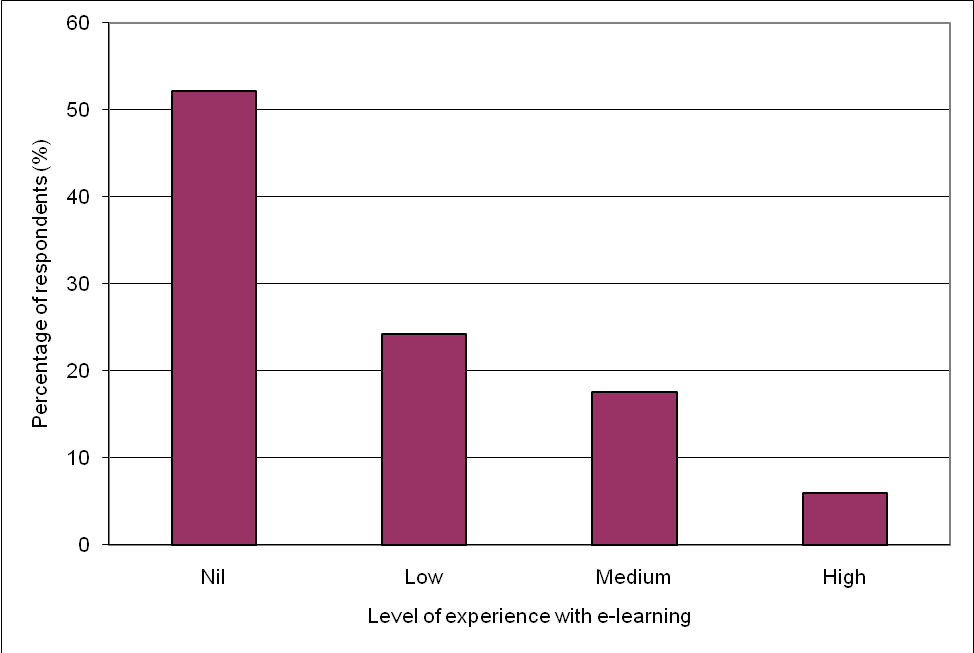 60
50
40
30
20
10
0
Percentage of respondents (%)
Nil Low Medium High
Level of experience with e-learning